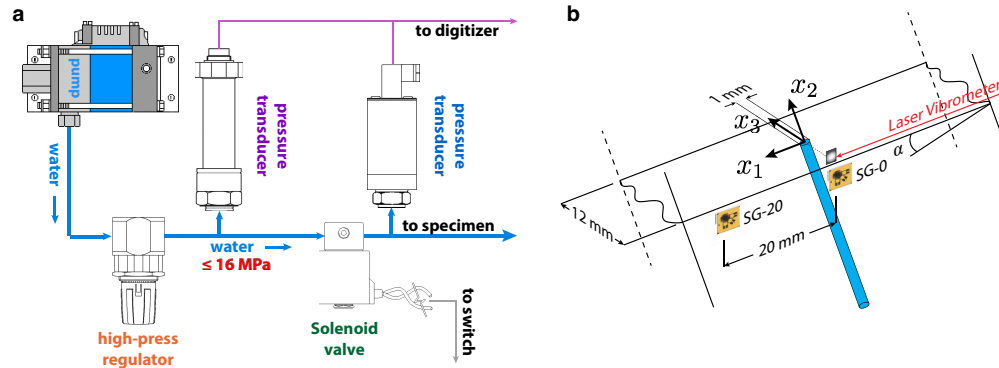 a
to digitizer
pump
pressure
transducer
pressure
transducer
water
to specimen
water
≤ 16 MPa
high-press
regulator
Solenoid
valve
to switch
b
1 mm
x₂
x₃
x₁
Laser Vibrometer
α
SG-0
SG-20
12 mm
20 mm